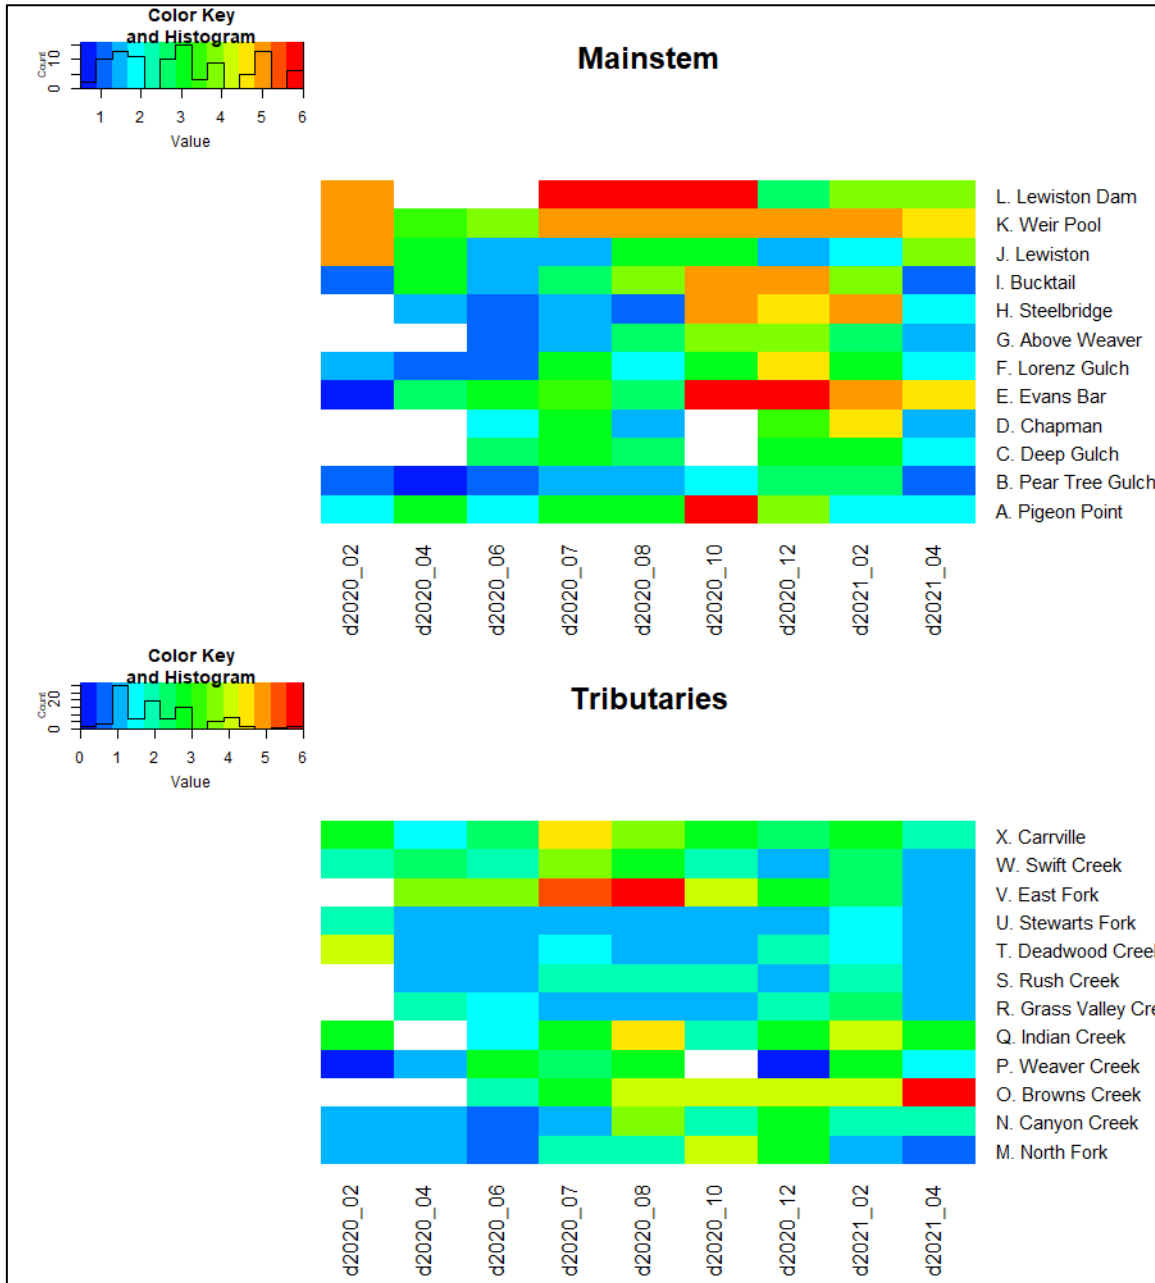 Color Key
and Histogram
Count
0 10
1 2 3 4 5 6
Value
Mainstem
L. Lewiston Dam
K. Weir Pool
J. Lewiston
I. Bucktail
H. Steelbridge
G. Above Weaver
F. Lorenz Gulch
E. Evans Bar
D. Chapman
C. Deep Gulch
B. Pear Tree Gulch
A. Pigeon Point
d2020_02 d2020_04 d2020_06 d2020_07 d2020_08 d2020_10 d2020_12 d2021_02 d2021_04
Color Key
and Histogram
Count
0 20
0 1 2 3 4 5 6
Value
Tributaries
X. Carrville
W. Swift Creek
V. East Fork
U. Stewarts Fork
T. Deadwood Creek
S. Rush Creek
R. Grass Valley Cre
Q. Indian Creek
P. Weaver Creek
O. Browns Creek
N. Canyon Creek
M. North Fork
d2020_02 d2020_04 d2020_06 d2020_07 d2020_08 d2020_10 d2020_12 d2021_02 d2021_04